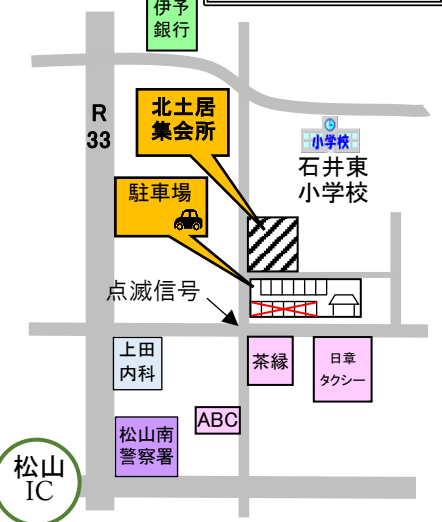 伊予
銀行
R
33
北土居
集会所
小学校
石井東
小学校
駐車場
点滅信号
上田
内科
茶縁
日章
タクシー
ABC
松山南
警察署
松山
IC